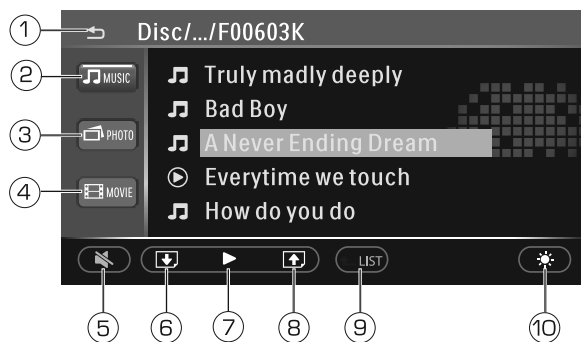 1
Disc/.../F00603K
2
MUSIC
Truly madly deeply
Bad Boy
3
PHOTO
A Never Ending Dream
Everytime we touch
4
MOVIE
How do you do
LIST
5
6
7
8
9
10